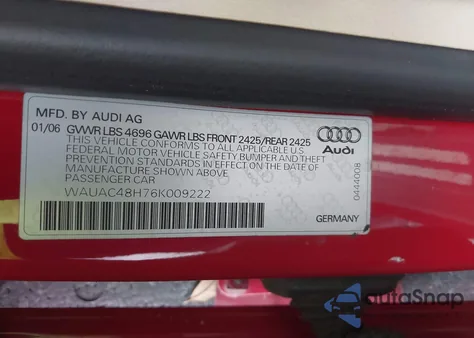 MFD. BY AUDI AG
01/06 GVWR LBS 4696 GAWR LBS FRONT 2425/REAR 2425
THIS VEHICLE CONFORMS TO ALL APPLICABLE U.S.
FEDERAL MOTOR VEHICLE SAFETY BUMPER AND THEFT
PREVENTION STANDARDS IN EFFECT ON THE DATE OF
MANUFACTURE SHOWN ABOVE.
PASSENGER CAR
WAUAC48H76K009222
Audi
0444008
GERMANY
autoSnap